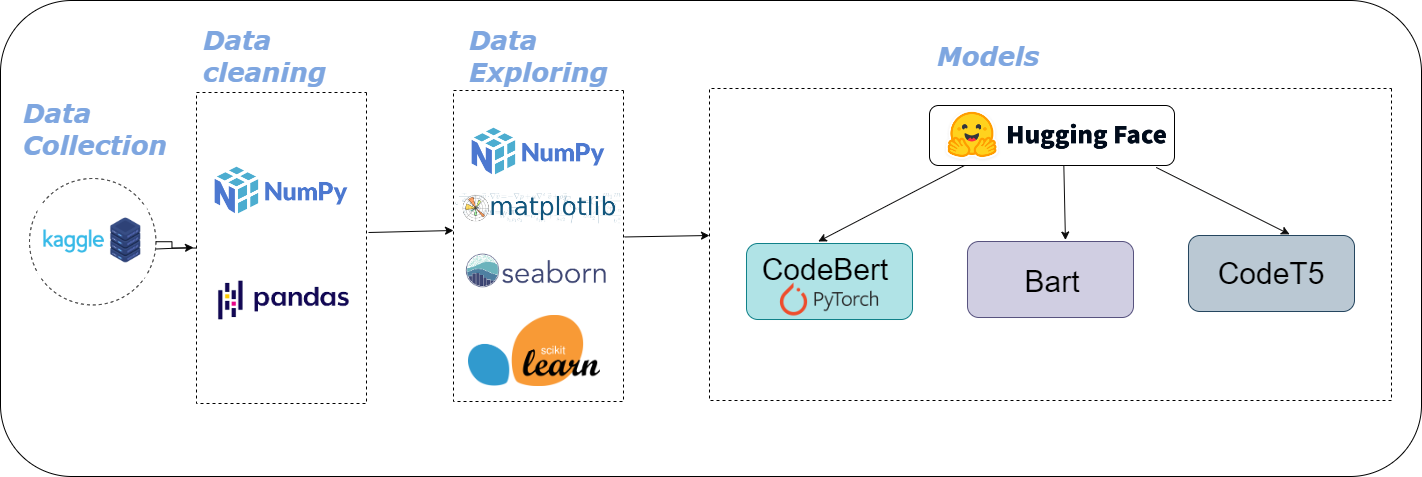 Data
Collection
kaggle
Data
cleaning
NumPy
pandas
Data
Exploring
NumPy
matplotlib
seaborn
scikit
learn
Models
Hugging Face
CodeBert
PyTorch
Bart
CodeT5